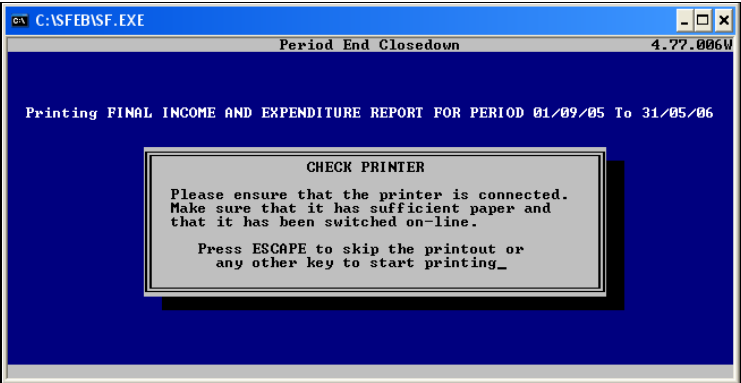 C:\SFEB\SF.EXE
Period End Closedown 4.77.006W
Printing FINAL INCOME AND EXPENDITURE REPORT FOR PERIOD 01/09/05 To 31/05/06
CHECK PRINTER
Please ensure that the printer is connected.
Make sure that it has sufficient paper and
that it has been switched on-line.
Press ESCAPE to skip the printout or
any other key to start printing_